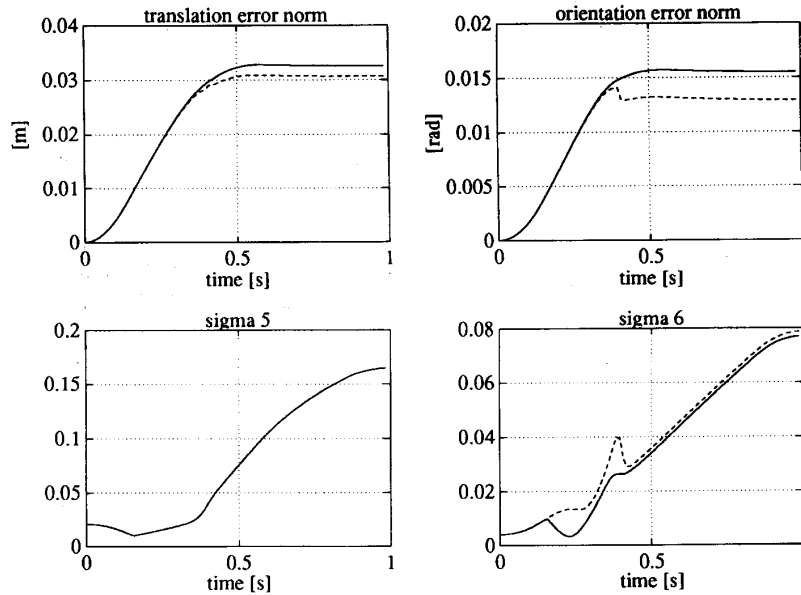 translation error norm
orientation error norm
0.04
0.03
0.02
0.01
0
[m]
0
0.5
1
time [s]
0.02
0.015
0.01
0.005
0
[rad]
0.5
time [s]
sigma 5
sigma 6
0.2
0.15
0.1
0.05
0
0
0.5
1
time [s]
0.08
0.06
0.04
0.02
0
0
0.5
time [s]